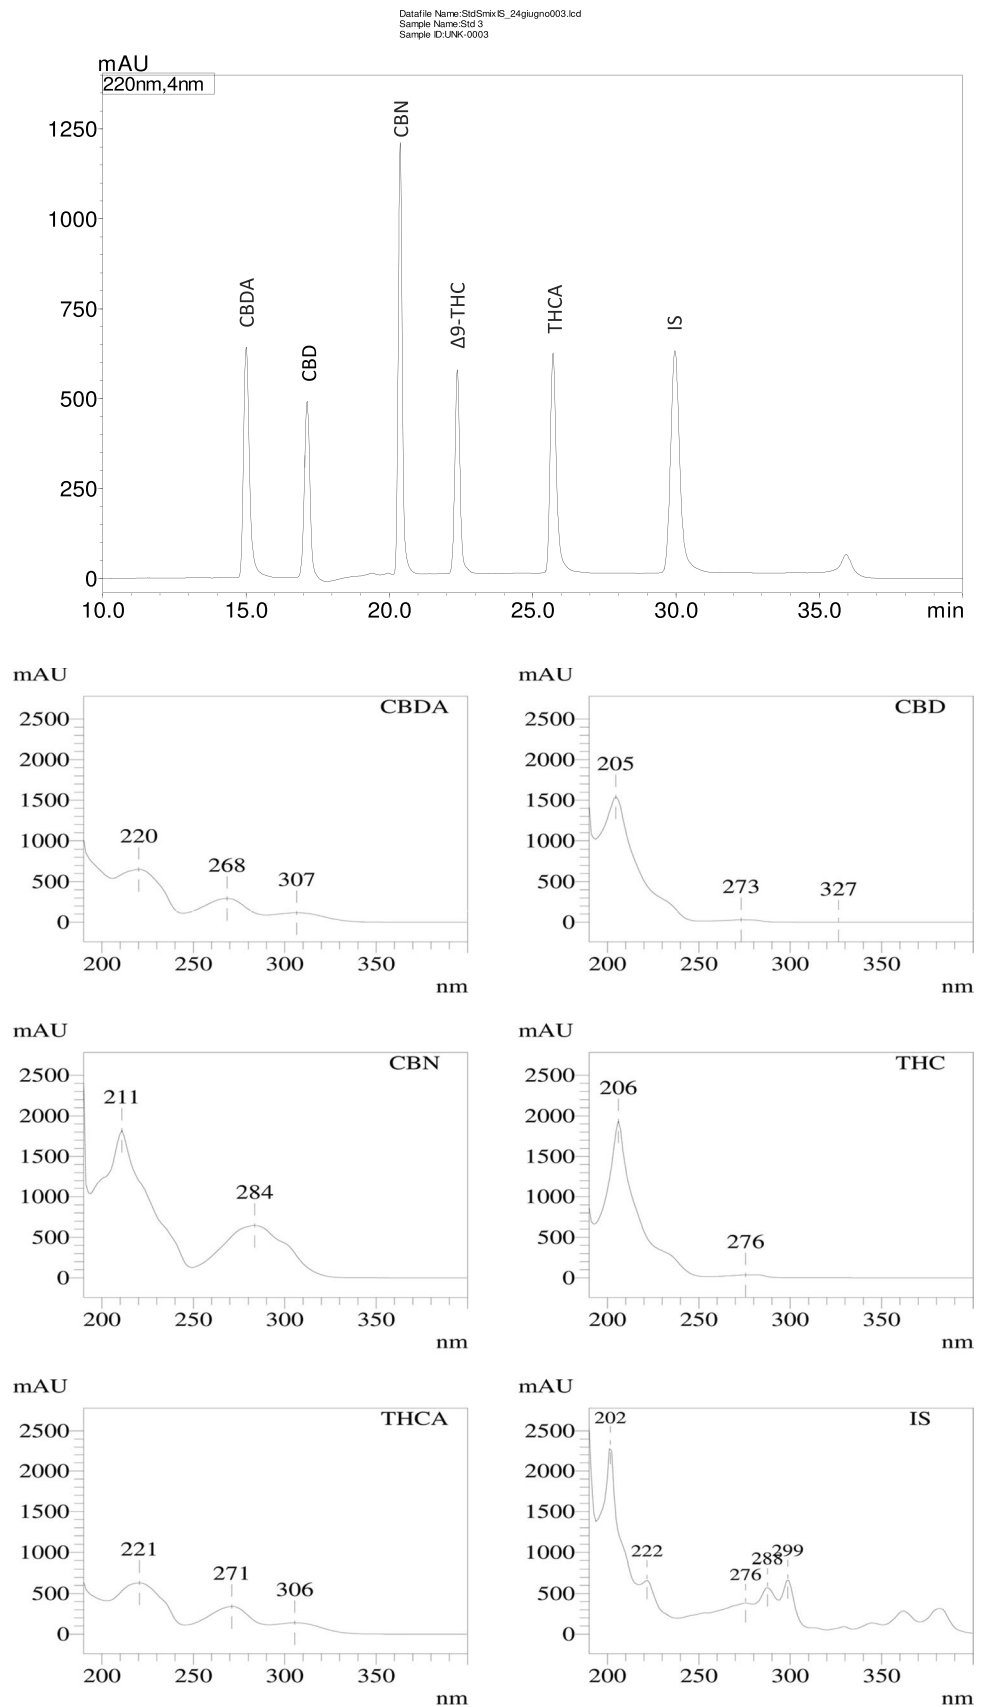 Datafile Name:StdSmixIS_24giugno003.lcd
Sample Name:Std 3
Sample ID:UNK-0003
mAU
220nm,4nm
1250
1000
750
500
250
0
CBDA
CBD
CBN
Δ9-THC
THCA
IS
10.0 15.0 20.0 25.0 30.0 35.0 min
mAU
CBDA
2500
2000
1500
1000
500
0
220
268
307
200 250 300 350
nm
mAU
CBD
2500
2000
1500
1000
500
0
205
273
327
200 250 300 350
nm
mAU
CBN
2500
2000
1500
1000
500
0
211
284
200 250 300 350
nm
mAU
THC
2500
2000
1500
1000
500
0
206
276
200 250 300 350
nm
mAU
THCA
2500
2000
1500
1000
500
0
221
271
306
200 250 300 350
nm
mAU
IS
2500
2000
1500
1000
500
0
202
222
276
288
299
200 250 300 350
nm